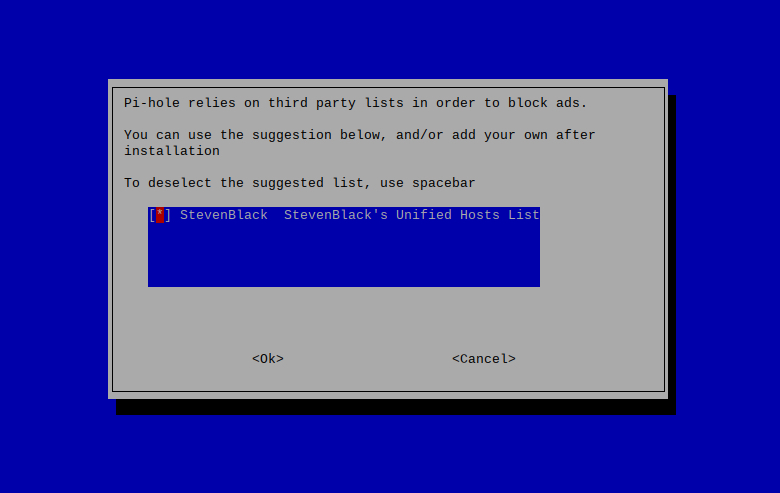 Pi-hole relies on third party lists in order to block ads.
You can use the suggestion below, and/or add your own after
installation
To deselect the suggested list, use spacebar
[*] StevenBlack  StevenBlack's Unified Hosts List
<Ok> <Cancel>